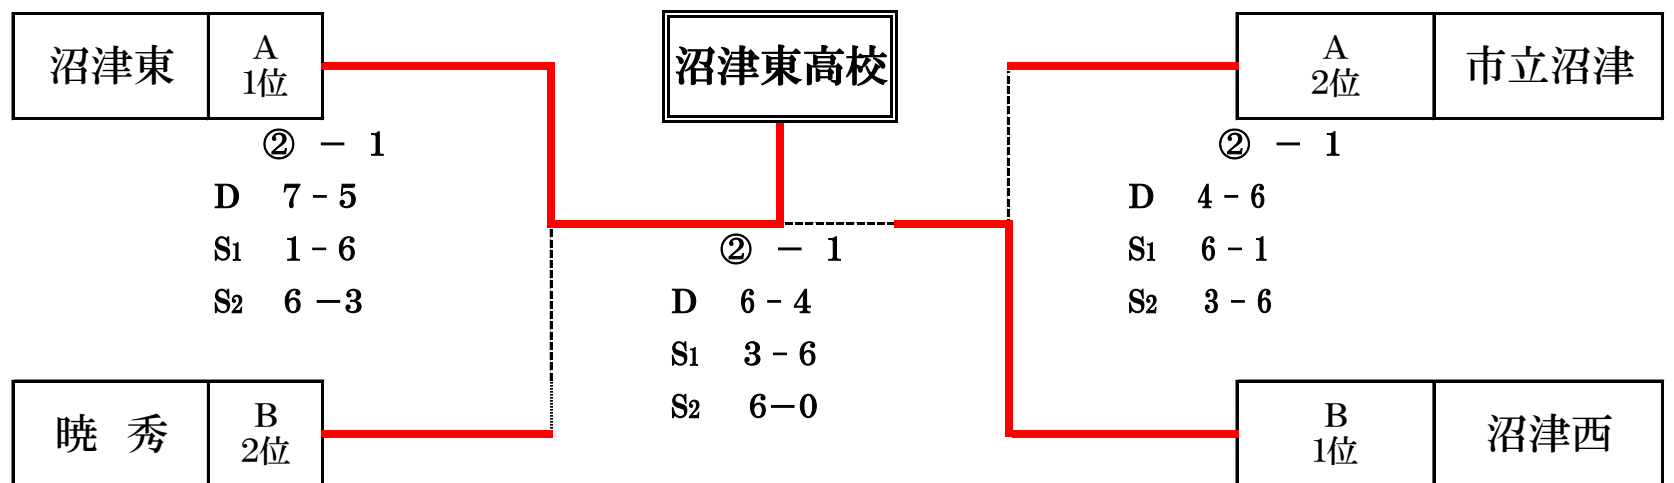 沼津東
A
1位
② － 1
D 7－5
S1 1－6
S2 6－3
暁 秀
B
2位
沼津東高校
② － 1
D 6－4
S1 3－6
S2 6－0
A
2位
市立沼津
② － 1
D 4－6
S1 6－1
S2 3－6
B
1位
沼津西